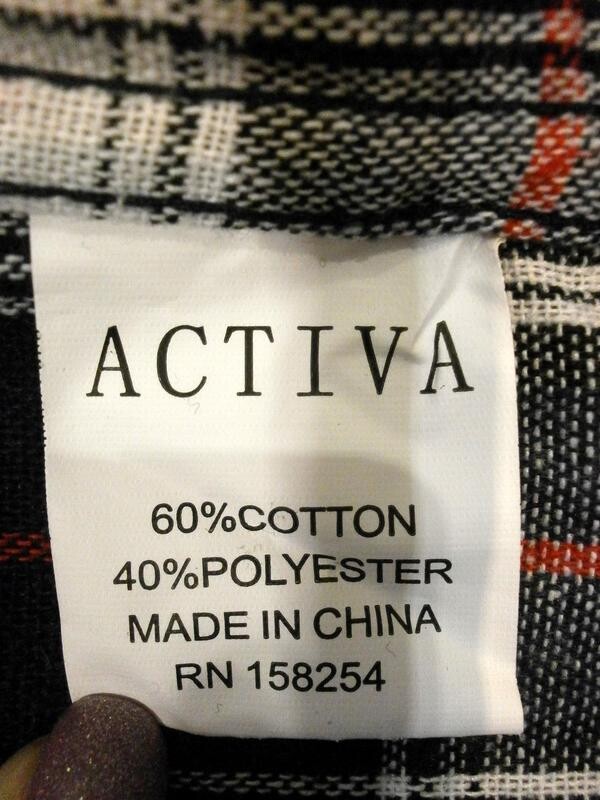 ACTIVA
60%COTTON
40%POLYESTER
MADE IN CHINA
RN 158254